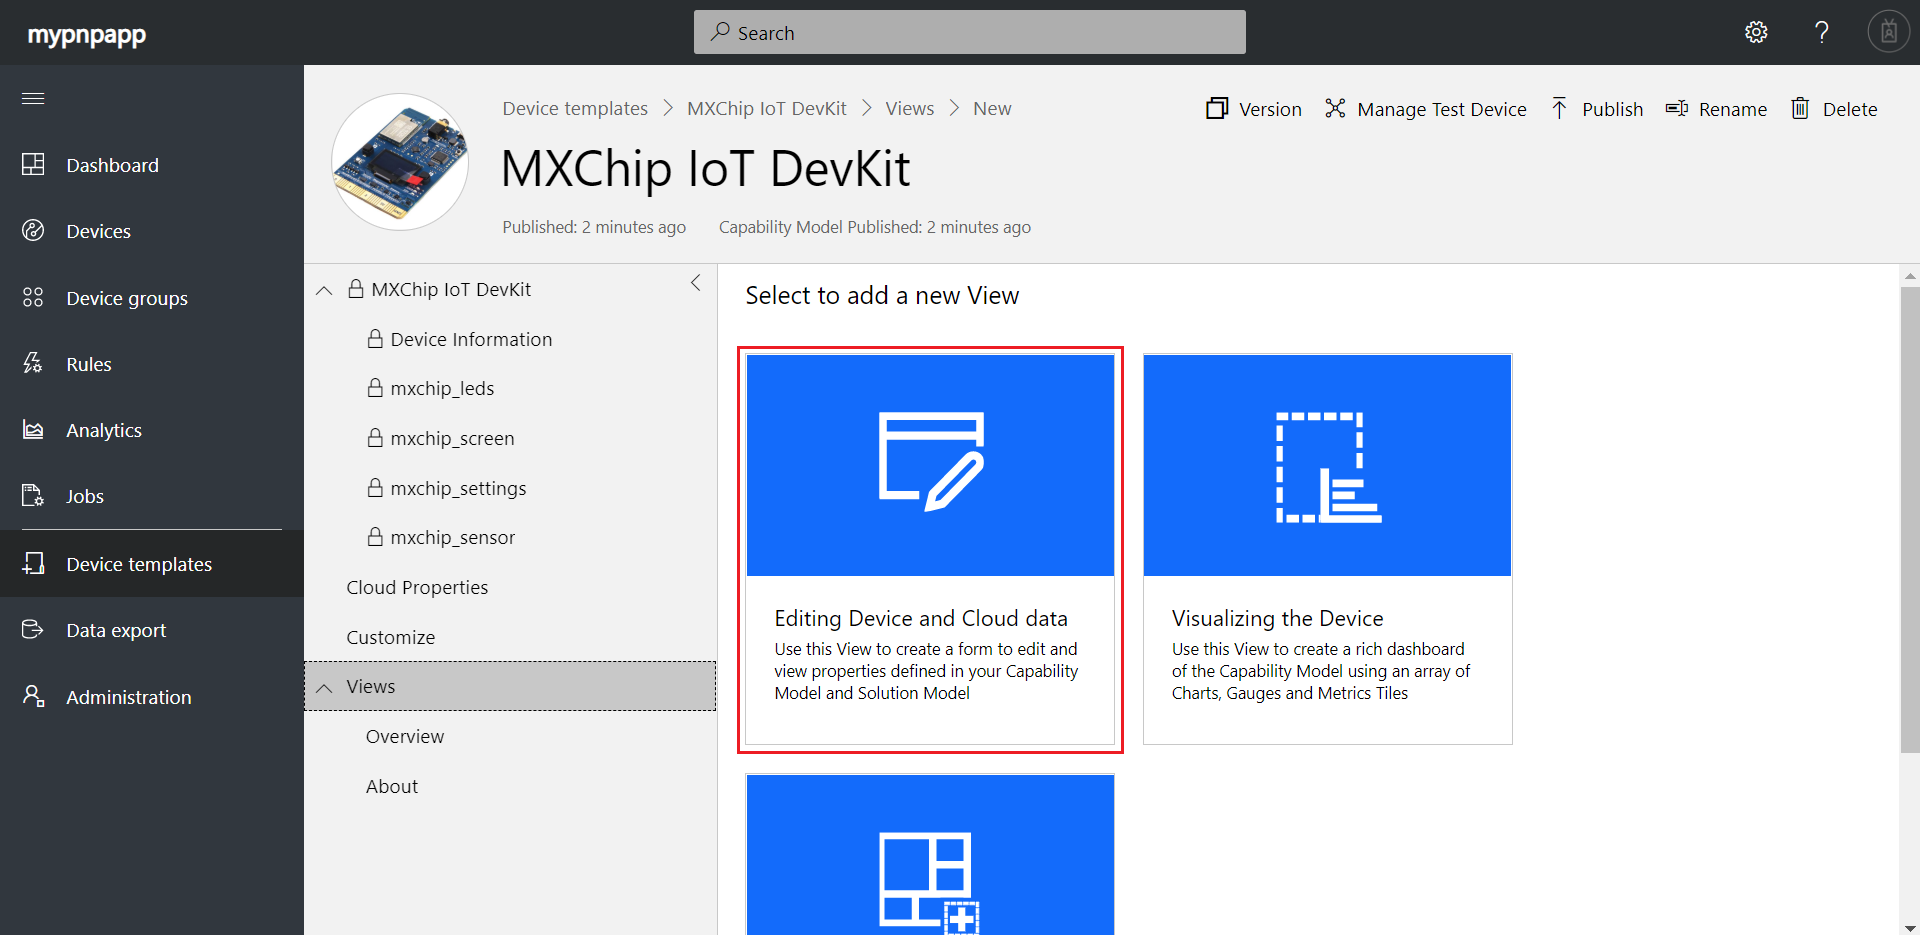 mypnpapp
Search
?
Dashboard
Devices
Device groups
Rules
Analytics
Jobs
Device templates
Data export
Administration
Device templates > MXChip IoT DevKit > Views > New
Version
Manage Test Device
Publish
Rename
Delete
MXChip IoT DevKit
Published: 2 minutes ago
Capability Model Published: 2 minutes ago
MXChip IoT DevKit
Device Information
mxchip_leds
mxchip_screen
mxchip_settings
mxchip_sensor
Cloud Properties
Customize
Views
Overview
About
Select to add a new View
Editing Device and Cloud data
Use this View to create a form to edit and
view properties defined in your Capability
Model and Solution Model
Visualizing the Device
Use this View to create a rich dashboard
of the Capability Model using an array of
Charts, Gauges and Metrics Tiles